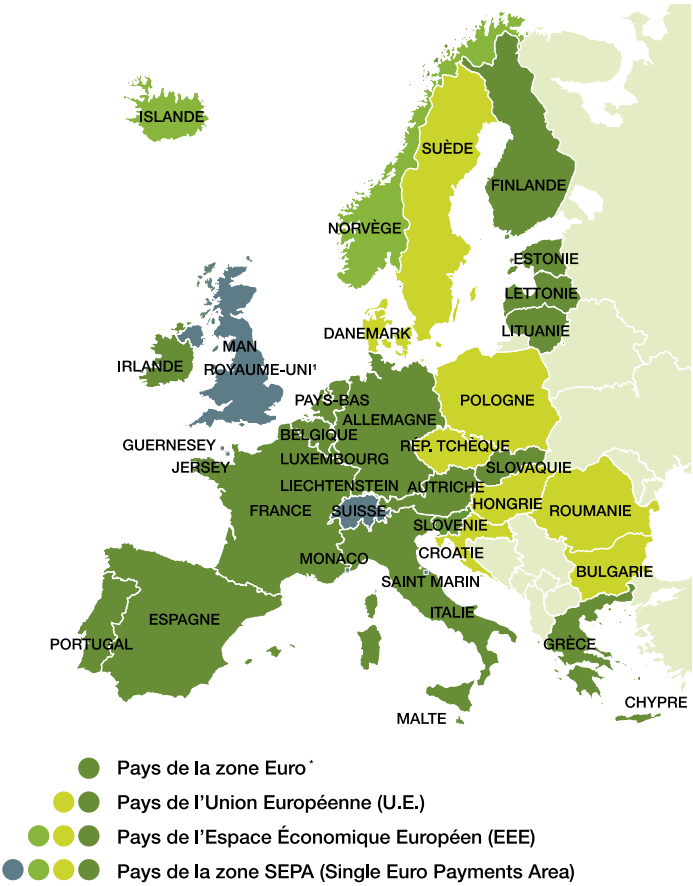 ISLANDE
SUÈDE
FINLANDE
NORVÈGE
ESTONIE
LETTONIE
LITUANIE
DANEMARK
MAN
IRLANDE
ROYAUME-UNI¹
PAYS-BAS
POLOGNE
ALLEMAGNE
BELGIQUE
GUERNESEY
RÉP. TCHÈQUE
LUXEMBOURG
JERSEY
SLOVAQUIE
LIECHTENSTEIN
AUTRICHE
HONGRIE
FRANCE
SUISSE
ROUMANIE
SLOVENIE
CROATIE
MONACO
BULGARIE
SAINT MARIN
ITALIE
ESPAGNE
PORTUGAL
GRÈCE
CHYPRE
MALTE
Pays de la zone Euro*
Pays de l'Union Européenne (U.E.)
Pays de l'Espace Économique Européen (EEE)
Pays de la zone SEPA (Single Euro Payments Area)